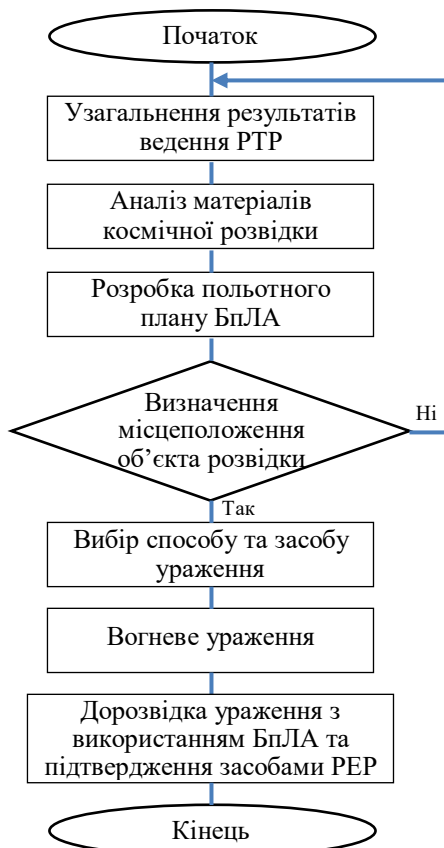 Початок
Узагальнення результатів
ведення РТР
Аналіз матеріалів
космічної розвідки
Розробка польотного
плану БпЛА
Визначення
місцеположення
об’єкта розвідки
Ні
Так
Вибір способу та засобу
ураження
Вогневе ураження
Дорозвідка ураження з
використанням БпЛА та
підтвердження засобами РЕР
Кінець